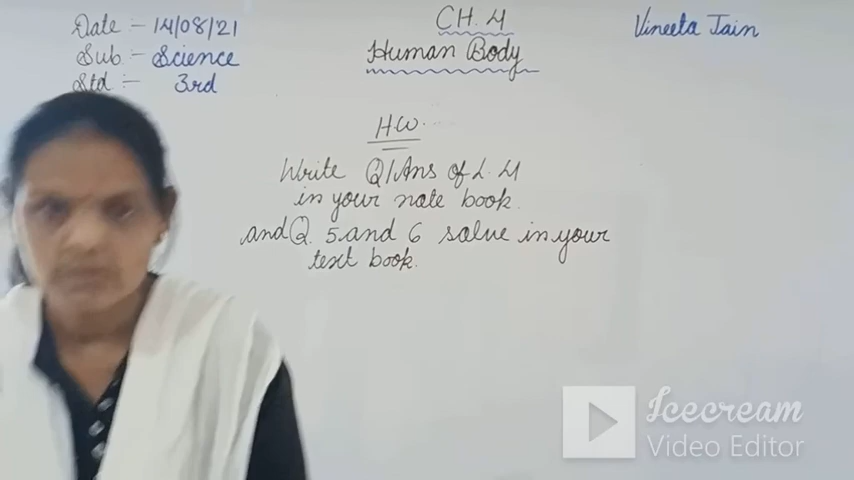 Date :- 14/08/21
Sub :- Science
Std :- 3rd
CH. 4
Human Body
Vineeta Jain
H.W.
Write Q/Ans of L. 4
in your note book.
and Q. 5 and 6 solve in your
text book.
Icecream
Video Editor